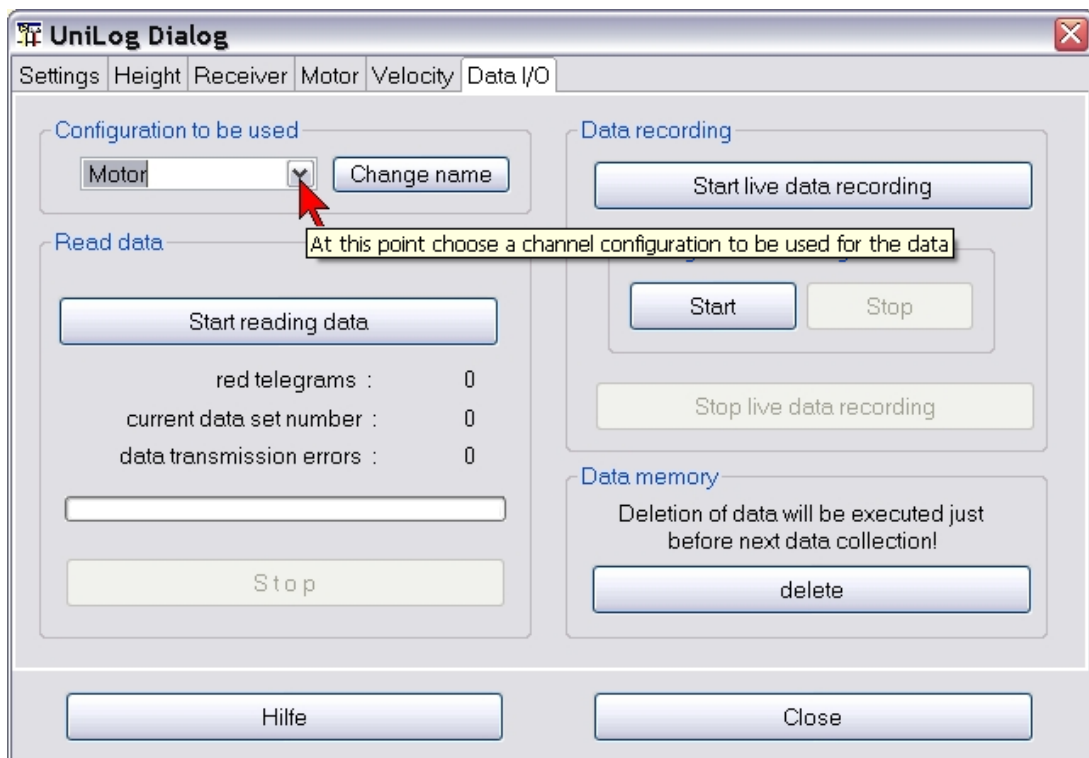 UniLog Dialog
Settings Height Receiver Motor Velocity Data I/O
Configuration to be used
Motor
Change name
Read data
Start reading data
red telegrams : 0
current data set number : 0
data transmission errors : 0
Stop
Data recording
Start live data recording
At this point choose a channel configuration to be used for the data
Start
Stop
Stop live data recording
Data memory
Deletion of data will be executed just
before next data collection!
delete
Hilfe
Close